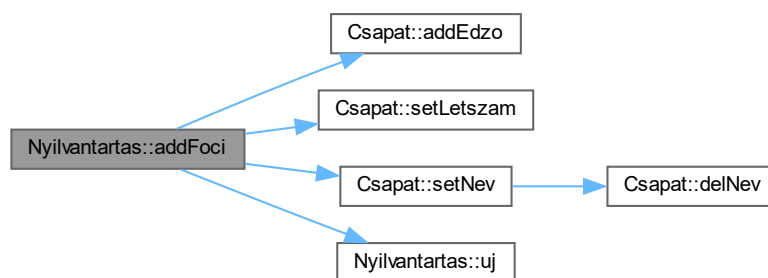 Csapat::addEdzo
Csapat::setLetszam
Nyilvantartas::addFoci
Csapat::setNev
Csapat::delNev
Nyilvantartas::uj